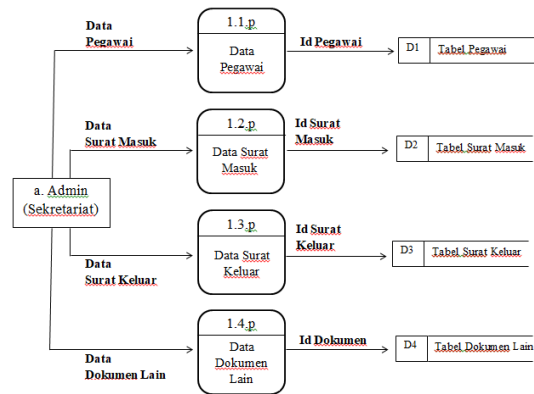 Data
Pegawai
1.1.p
Data
Pegawai
Id Pegawai
D1 Tabel Pegawai
Data
Surat Masuk
1.2.p
Data Surat
Masuk
Id Surat
Masuk
D2 Tabel Surat Masuk
a. Admin
(Sekretariat)
Data
Surat Keluar
1.3.p
Data Surat
Keluar
Id Surat
Keluar
D3 Tabel Surat Keluar
Data
Dokumen Lain
1.4.p
Data
Dokumen
Lain
Id Dokumen
D4 Tabel Dokumen Lain